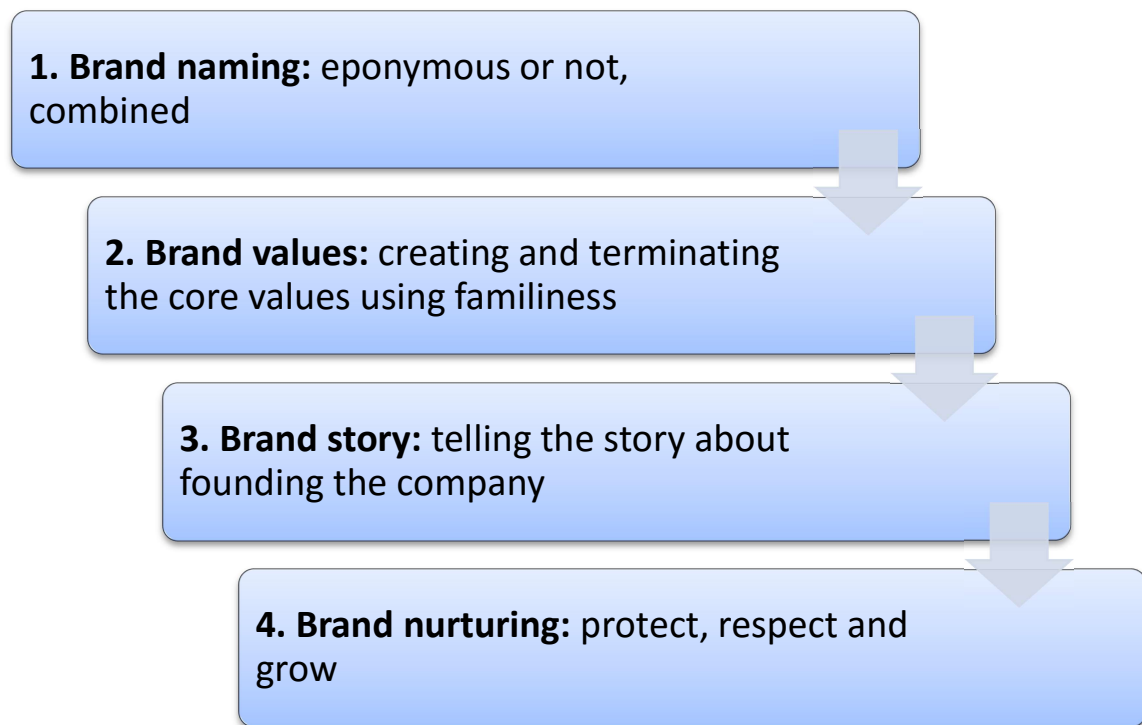 1. Brand naming: eponymous or not,
combined
2. Brand values: creating and terminating
the core values using familiness
3. Brand story: telling the story about
founding the company
4. Brand nurturing: protect, respect and
grow